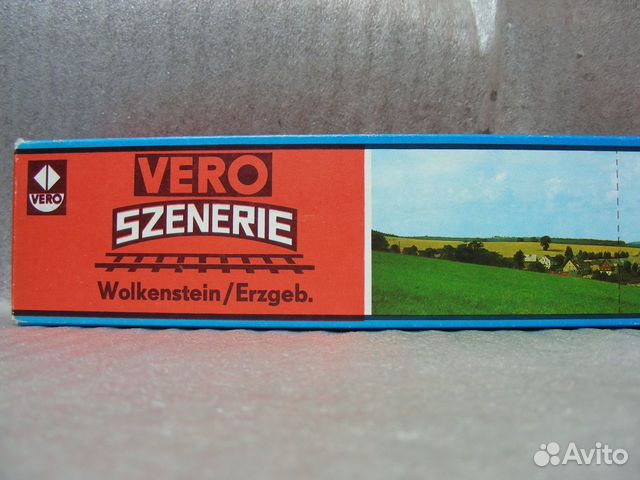 VERO
VERO
SZENERIE
Wolkenstein/Erzgeb.
Avito